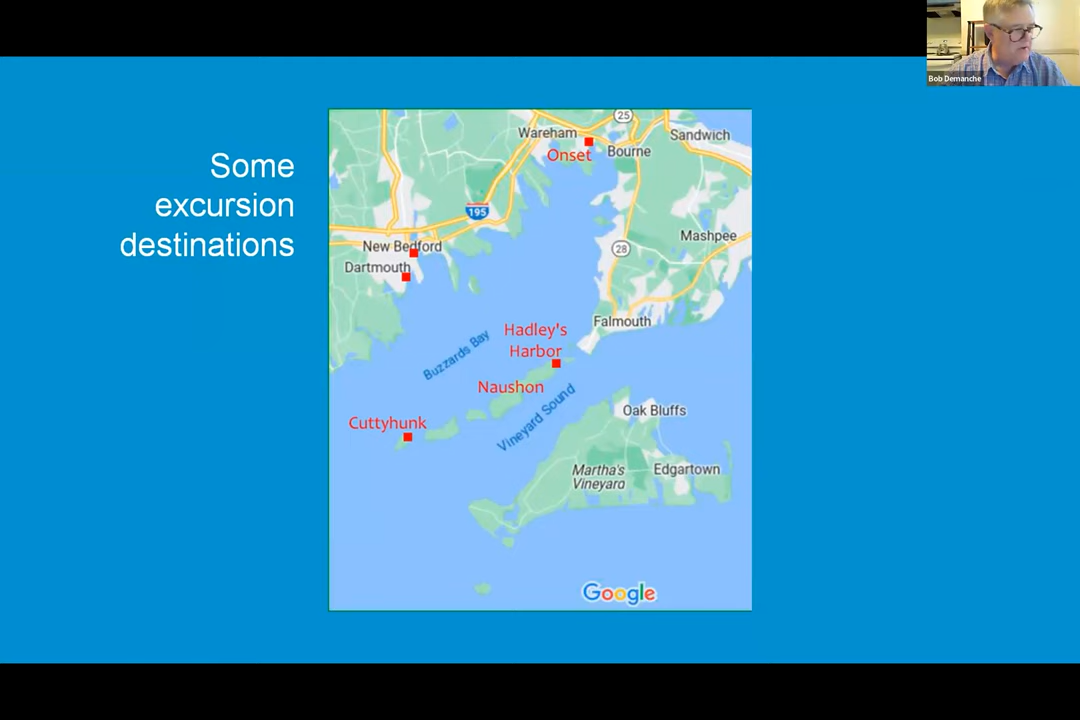 Bob Demanche
Some
excursion
destinations
25
Wareham
Sandwich
Onset
Bourne
195
New Bedford
28
Mashpee
Dartmouth
Falmouth
Hadley's
Harbor
Buzzards Bay
Naushon
Vineyard Sound
Cuttyhunk
Oak Bluffs
Martha's
Vineyard
Edgartown
Google